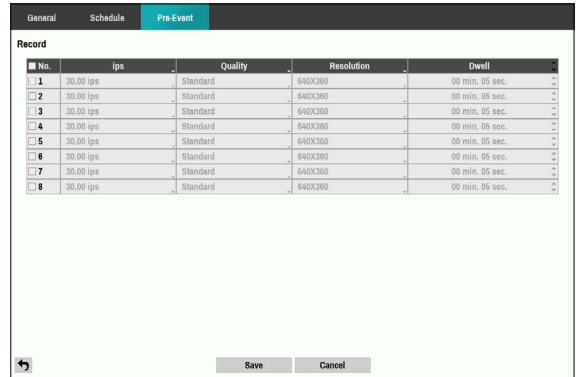 General Schedule Pre-Event
Record
No. ips Quality Resolution Dwell
1 30.00 ips Standard 640X360 00 min. 05 sec.
2 30.00 ips Standard 640X360 00 min. 05 sec.
3 30.00 ips Standard 640X360 00 min. 05 sec.
4 30.00 ips Standard 640X360 00 min. 05 sec.
5 30.00 ips Standard 640X360 00 min. 05 sec.
6 30.00 ips Standard 640X360 00 min. 05 sec.
7 30.00 ips Standard 640X360 00 min. 05 sec.
8 30.00 ips Standard 640X360 00 min. 05 sec.
Save Cancel